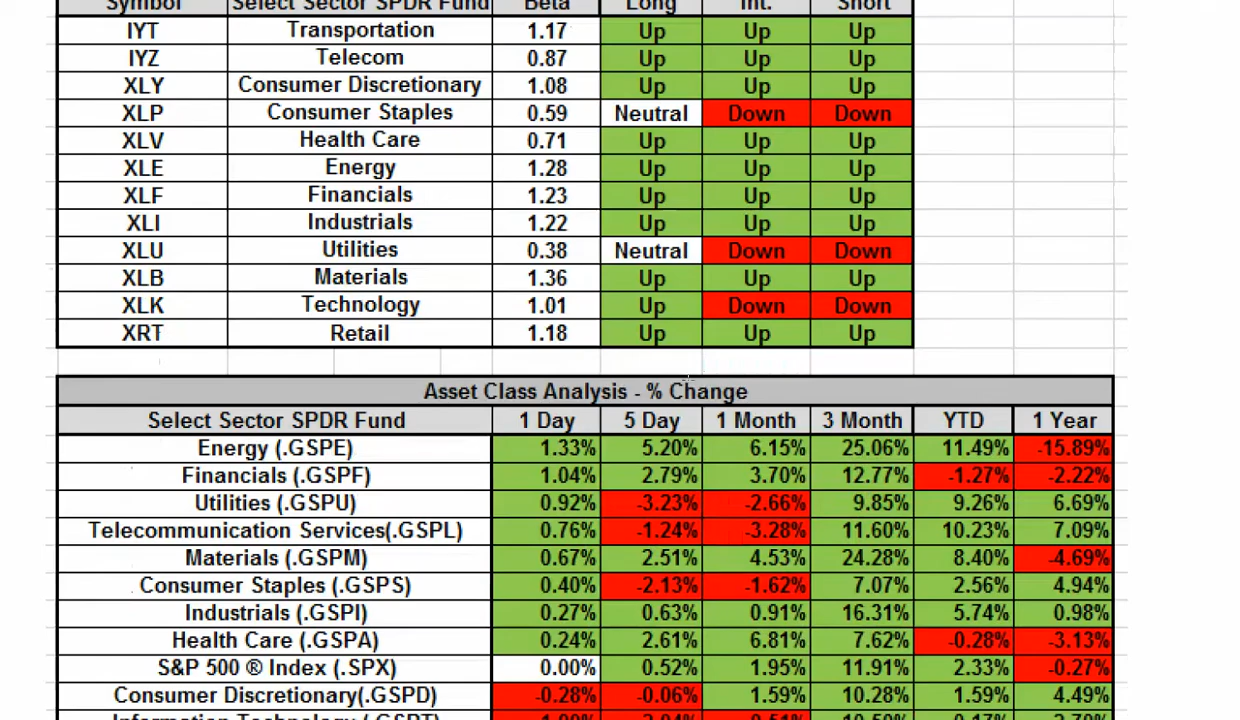 Symbol Select Sector SPDR Fund Beta Long Int. Short
IYT Transportation 1.17 Up Up Up
IYZ Telecom 0.87 Up Up Up
XLY Consumer Discretionary 1.08 Up Up Up
XLP Consumer Staples 0.59 Neutral Down Down
XLV Health Care 0.71 Up Up Up
XLE Energy 1.28 Up Up Up
XLF Financials 1.23 Up Up Up
XLI Industrials 1.22 Up Up Up
XLU Utilities 0.38 Neutral Down Down
XLB Materials 1.36 Up Up Up
XLK Technology 1.01 Up Down Down
XRT Retail 1.18 Up Up Up
Asset Class Analysis - % Change
Select Sector SPDR Fund 1 Day 5 Day 1 Month 3 Month YTD 1 Year
Energy (.GSPE) 1.33% 5.20% 6.15% 25.06% 11.49% -15.89%
Financials (.GSPF) 1.04% 2.79% 3.70% 12.77% -1.27% -2.22%
Utilities (.GSPU) 0.92% -3.23% -2.66% 9.85% 9.26% 6.69%
Telecommunication Services(.GSPL) 0.76% -1.24% -3.28% 11.60% 10.23% 7.09%
Materials (.GSPM) 0.67% 2.51% 4.53% 24.28% 8.40% -4.69%
Consumer Staples (.GSPS) 0.40% -2.13% -1.62% 7.07% 2.56% 4.94%
Industrials (.GSPI) 0.27% 0.63% 0.91% 16.31% 5.74% 0.98%
Health Care (.GSPA) 0.24% 2.61% 6.81% 7.62% -0.28% -3.13%
S&P 500 ® Index (.SPX) 0.00% 0.52% 1.95% 11.91% 2.33% -0.27%
Consumer Discretionary(.GSPD) -0.28% -0.06% 1.59% 10.28% 1.59% 4.49%
Information Technology (.GSPT)